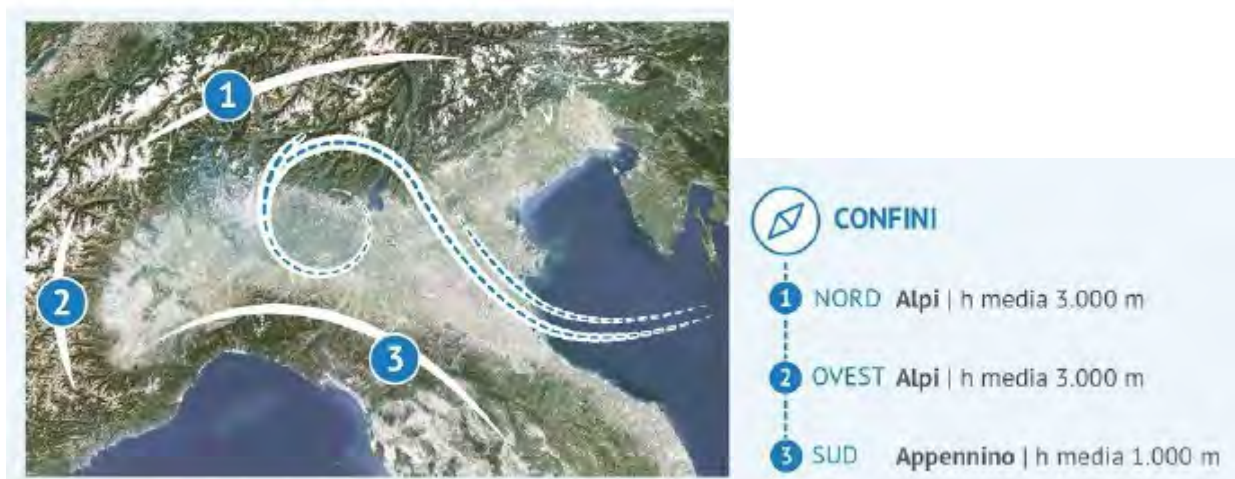 1
2
3
CONFINI
1 NORD Alpi | h media 3.000 m
2 OVEST Alpi | h media 3.000 m
3 SUD Appennino | h media 1.000 m